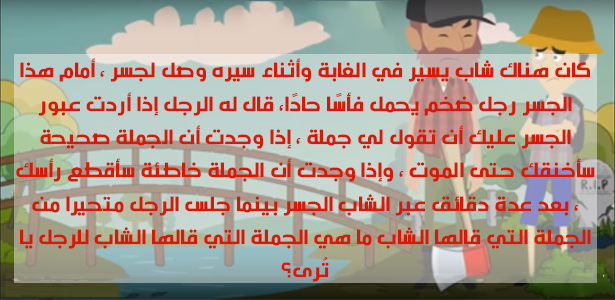 كان هناك شاب يسير في الغابة وأثناء سيره وصل لجسر ، أمام هذا
الجسر رجل ضخم يحمل فأسًا حادًا، قال له الرجل إذا أردت عبور
الجسر عليك أن تقول لي جملة ، إذا وجدت أن الجملة صحيحة
سأخنقك حتى الموت ، وإذا وجدت أن الجملة خاطئة سأقطع رأسك
، بعد عدة دقائق عبر الشاب الجسر بينما جلس الرجل متحيرا من
الجملة التي قالها الشاب ما هي الجملة التي قالها الشاب للرجل يا
تُرى؟
R.I.P